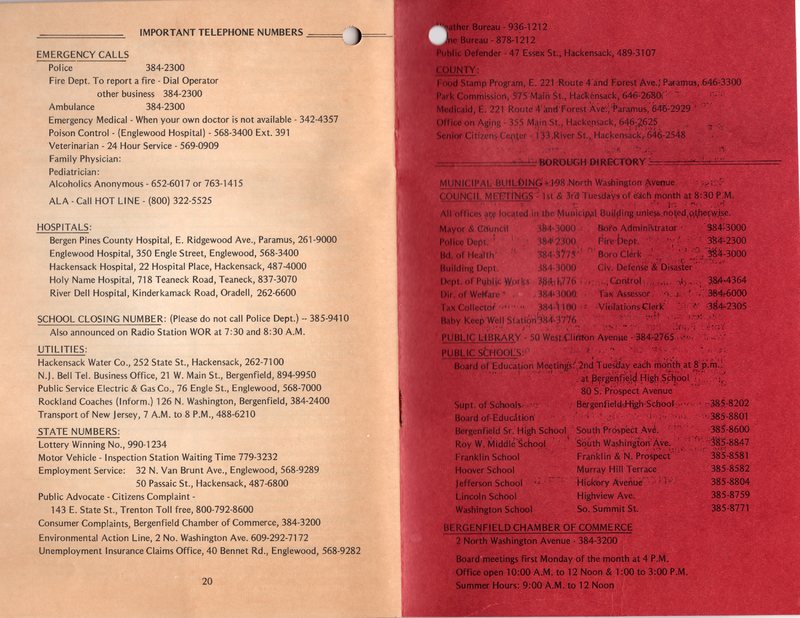 IMPORTANT TELEPHONE NUMBERS
EMERGENCY CALLS
Police 384-2300
Fire Dept. To report a fire - Dial Operator
other business 384-2300
Ambulance 384-2300
Emergency Medical - When your own doctor is not available - 342-4357
Poison Control - (Englewood Hospital) - 568-3400 Ext. 391
Veterinarian - 24 Hour Service - 569-0909
Family Physician:
Pediatrician:
Alcoholics Anonymous - 652-6017 or 763-1415
ALA - Call HOT LINE - (800) 322-5525
HOSPITALS:
Bergen Pines County Hospital, E. Ridgewood Ave., Paramus, 261-9000
Englewood Hospital, 350 Engle Street, Englewood, 568-3400
Hackensack Hospital, 22 Hospital Place, Hackensack, 487-4000
Holy Name Hospital, 718 Teaneck Road, Teaneck, 837-3070
River Dell Hospital, Kinderkamack Road, Oradell, 262-6600
SCHOOL CLOSING NUMBER: (Please do not call Police Dept.) -- 385-9410
Also announced on Radio Station WOR at 7:30 and 8:30 A.M.
UTILITIES:
Hackensack Water Co., 252 State St., Hackensack, 262-7100
N.J. Bell Tel. Business Office, 21 W. Main St., Bergenfield, 894-9950
Public Service Electric & Gas Co., 76 Engle St., Englewood, 568-7000
Rockland Coaches (Inform.) 126 N. Washington, Bergenfield, 384-2400
Transport of New Jersey, 7 A.M. to 8 P.M., 488-6210
STATE NUMBERS:
Lottery Winning No., 990-1234
Motor Vehicle - Inspection Station Waiting Time 779-3232
Employment Service: 32 N. Van Brunt Ave., Englewood, 568-9289
50 Passaic St., Hackensack, 487-6800
Public Advocate - Citizens Complaint -
143 E. State St., Trenton Toll free, 800-792-8600
Consumer Complaints, Bergenfield Chamber of Commerce, 384-3200
Environmental Action Line, 2 No. Washington Ave. 609-292-7172
Unemployment Insurance Claims Office, 40 Bennet Rd., Englewood, 568-9282
20
Bureau - 936-1212
Bureau - 878-1212
Public Defender - 47 Essex St., Hackensack, 489-3107
COUNTY:
Food Stamp Program, E. 221 Route 4 and Forest Ave., Paramus, 646-3300
Park Commission, 575 Main St., Hackensack, 646-2680
Medicaid, E. 221 Route 4 and Forest Ave., Paramus, 646-2929
Office on Aging - 355 Main St., Hackensack, 646-2625
Senior Citizens Center - 133 River St., Hackensack, 646-2548
BOROUGH DIRECTORY
MUNICIPAL BUILDING - 198 North Washington Avenue
COUNCIL MEETINGS - 1st & 3rd Tuesdays of each month at 8:30 P.M.
All offices are located in the Municipal Building unless noted otherwise.
Mayor & Council 384-3000 Boro Administrator 384-3000
Police Dept. 384-2300 Fire Dept. 384-2300
Bd. of Health 384-3775 Boro Clerk 384-3000
Building Dept. 384-3000 Civ. Defense & Disaster
Dept. of Public Works 384-1776 Control 384-4364
Dir. of Welfare 384-3000 Tax Assessor 384-6000
Tax Collector 384-1100 Violations Clerk 384-2305
Baby Keep Well Station 384-3776
PUBLIC LIBRARY - 50 West Clinton Avenue - 384-2765
PUBLIC SCHOOLS:
Board of Education Meetings: 2nd Tuesday each month at 8 p.m.
at Bergenfield High School
80 S. Prospect Avenue
Supt. of Schools Bergenfield High School 385-8202
Board of Education 385-8801
Bergenfield Sr. High School South Prospect Ave. 385-8600
Roy W. Middle School South Washington Ave. 385-8847
Franklin School Franklin & N. Prospect 385-8581
Hoover School Murray Hill Terrace 385-8582
Jefferson School Hickory Avenue 385-8804
Lincoln School Highview Ave. 385-8759
Washington School So. Summit St. 385-8771
BERGENFIELD CHAMBER OF COMMERCE
2 North Washington Avenue - 384-3200
Board meetings first Monday of the month at 4 P.M.
Office open 10:00 A.M. to 12 Noon & 1:00 to 3:00 P.M.
Summer Hours: 9:00 A.M. to 12 Noon